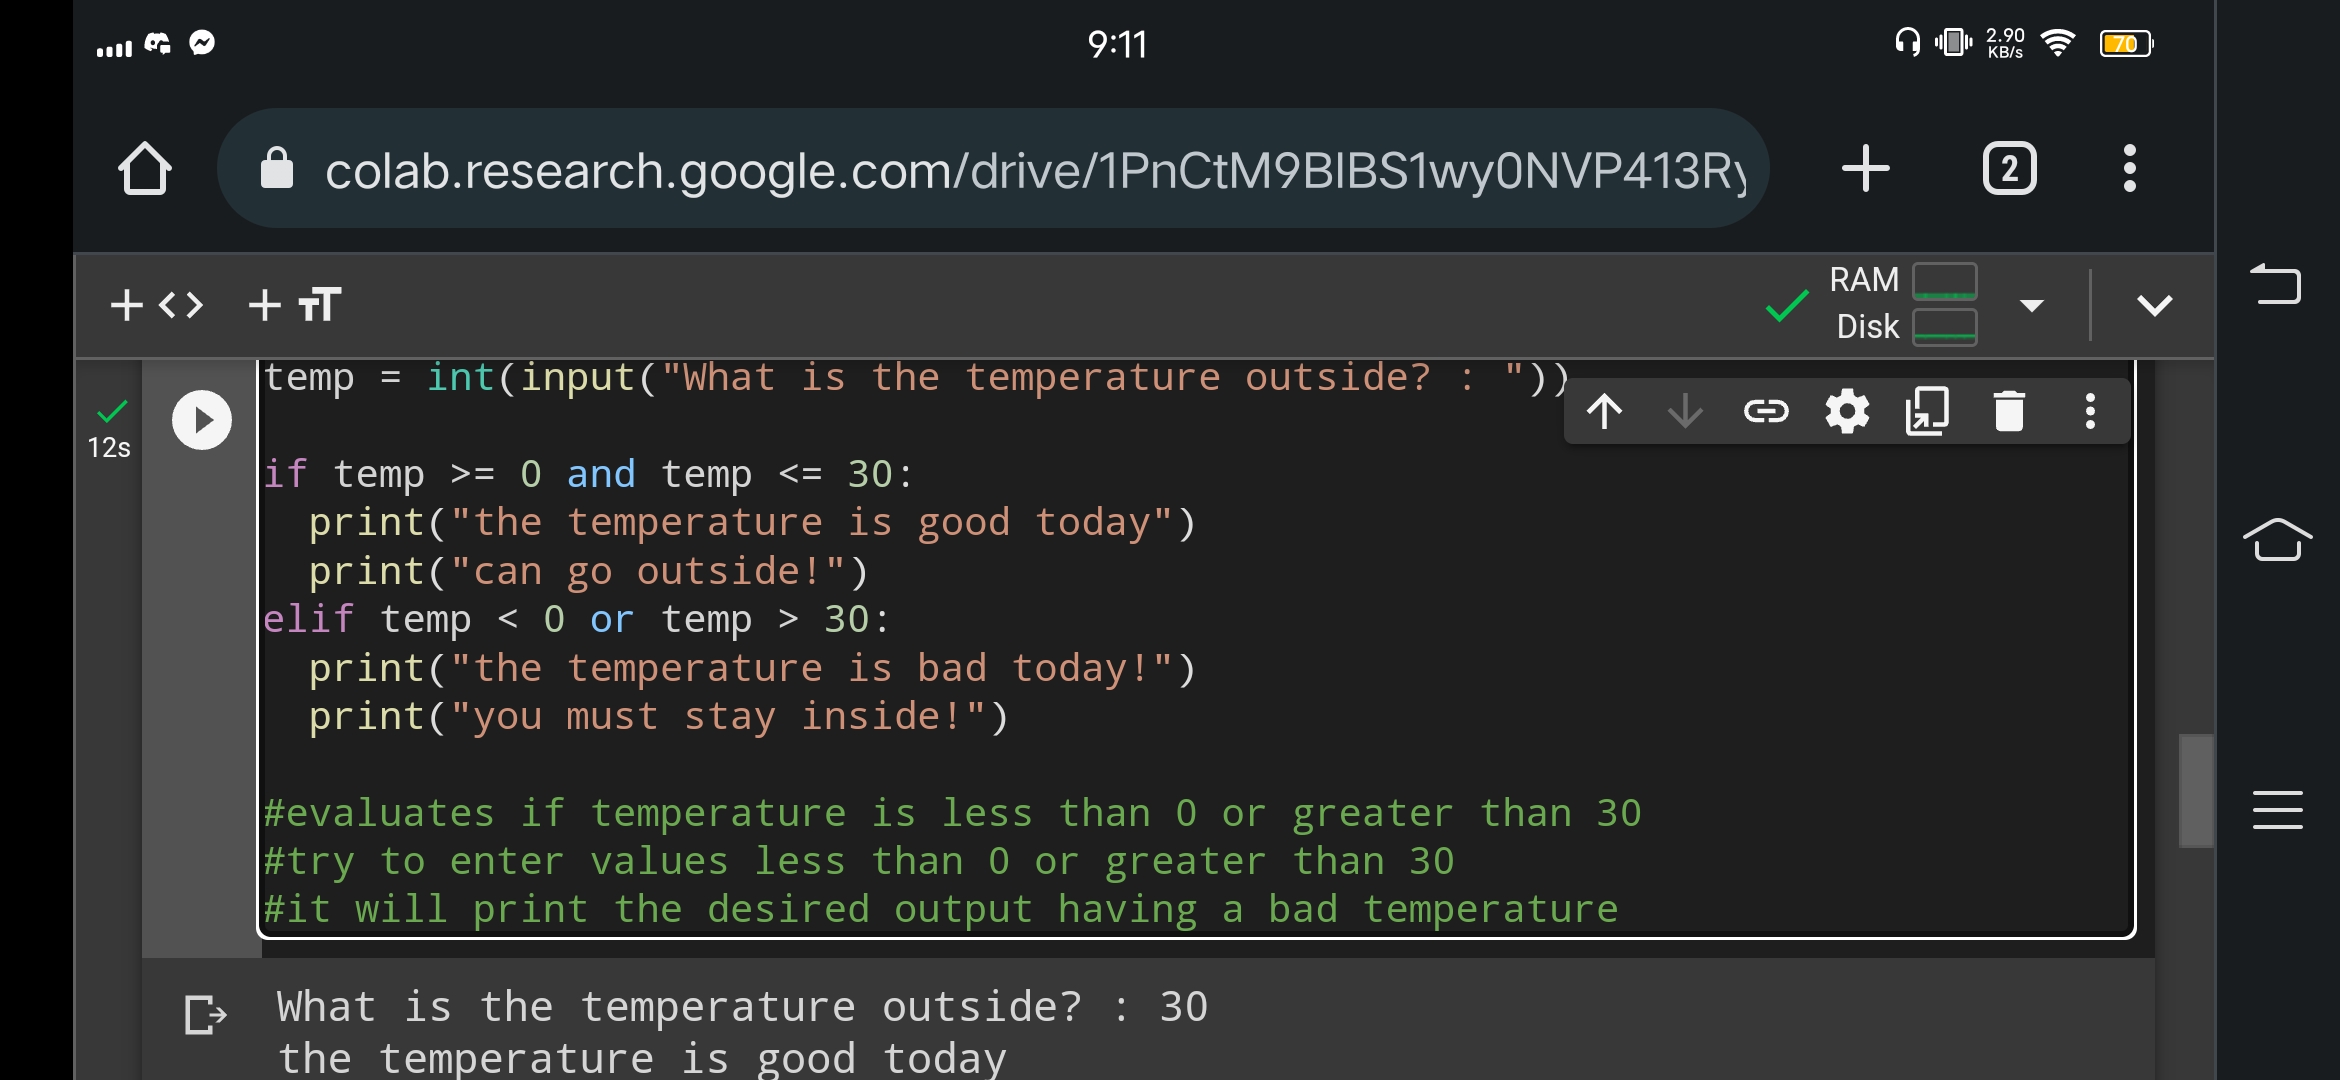 9:11
2.90
KB/s
70
colab.research.google.com/drive/1PnCtM9BIBS1wy0NVP413Ry
2
RAM
Disk
12s
temp = int(input("What is the temperature outside? : "))
if temp >= 0 and temp <= 30:
print("the temperature is good today")
print("can go outside!")
elif temp < 0 or temp > 30:
print("the temperature is bad today!")
print("you must stay inside!")
#evaluates if temperature is less than 0 or greater than 30
#try to enter values less than 0 or greater than 30
#it will print the desired output having a bad temperature
What is the temperature outside? : 30
the temperature is good today